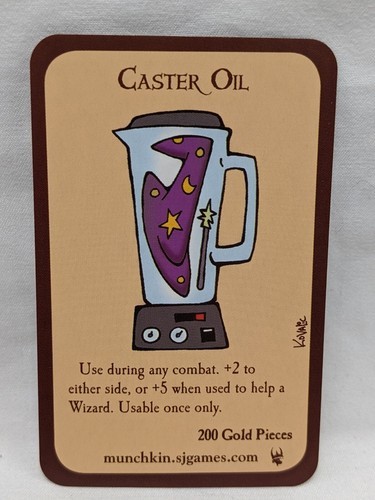 Caster Oil
Kovalic
Use during any combat. +2 to
either side, or +5 when used to help a
Wizard. Usable once only.
200 Gold Pieces
munchkin.sjgames.com